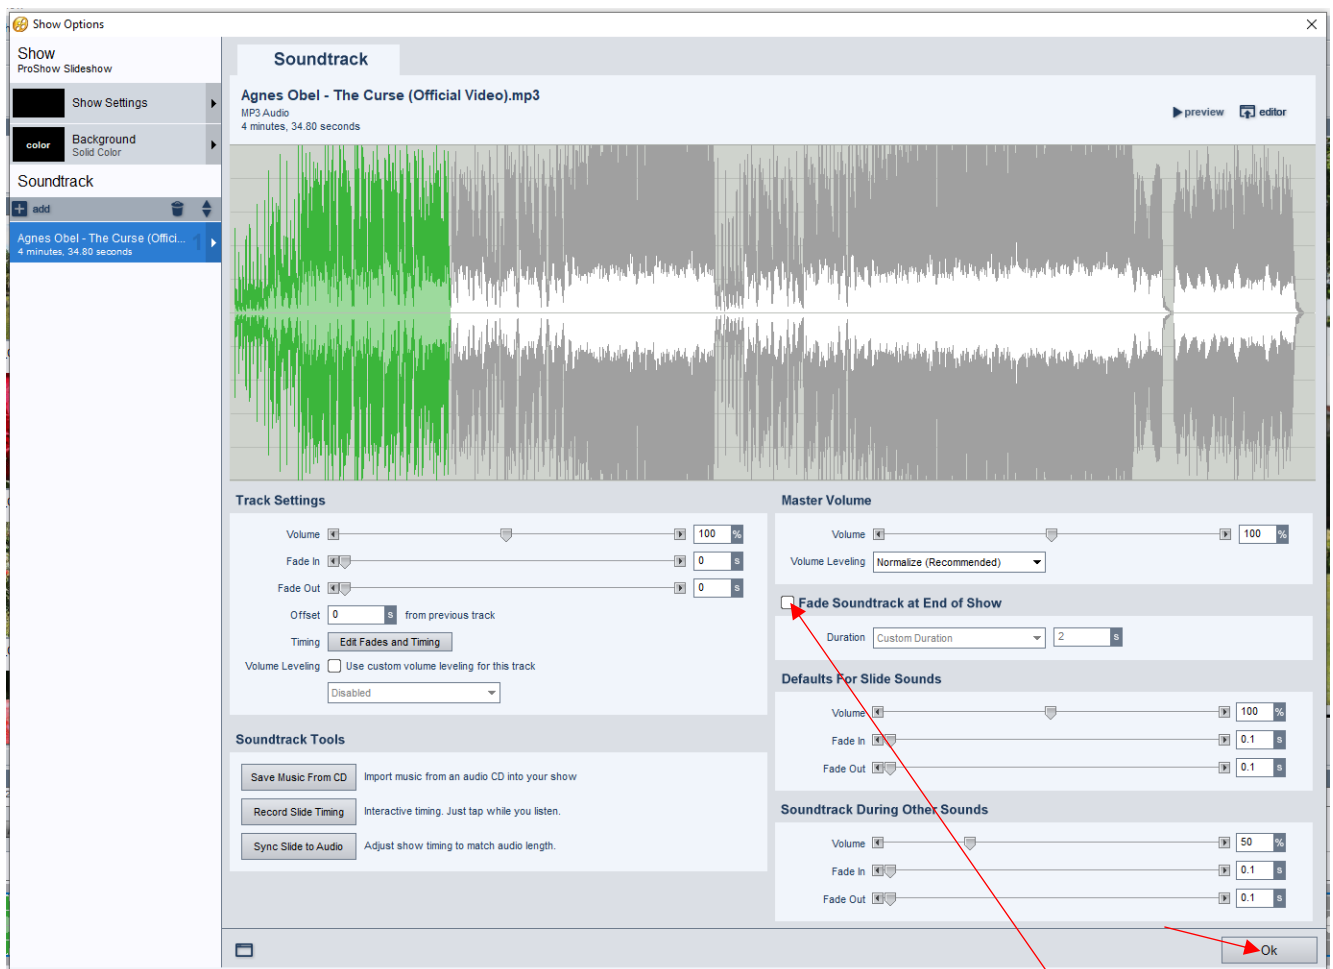 Show Options
Show
ProShow Slideshow
Show Settings
color
Background
Solid Color
Soundtrack
add
Agnes Obel - The Curse (Offici...
1
4 minutes, 34.80 seconds
Soundtrack
Agnes Obel - The Curse (Official Video).mp3
MP3 Audio
4 minutes, 34.80 seconds
preview
editor
Track Settings
Volume 100 %
Fade In 0 s
Fade Out 0 s
Offset 0 s from previous track
Timing Edit Fades and Timing
Volume Leveling Use custom volume leveling for this track
Disabled
Soundtrack Tools
Save Music From CD Import music from an audio CD into your show
Record Slide Timing Interactive timing. Just tap while you listen.
Sync Slide to Audio Adjust show timing to match audio length.
Master Volume
Volume 100 %
Volume Leveling Normalize (Recommended)
Fade Soundtrack at End of Show
Duration Custom Duration 2 s
Defaults For Slide Sounds
Volume 100 %
Fade In 0.1 s
Fade Out 0.1 s
Soundtrack During Other Sounds
Volume 50 %
Fade In 0.1 s
Fade Out 0.1 s
Ok